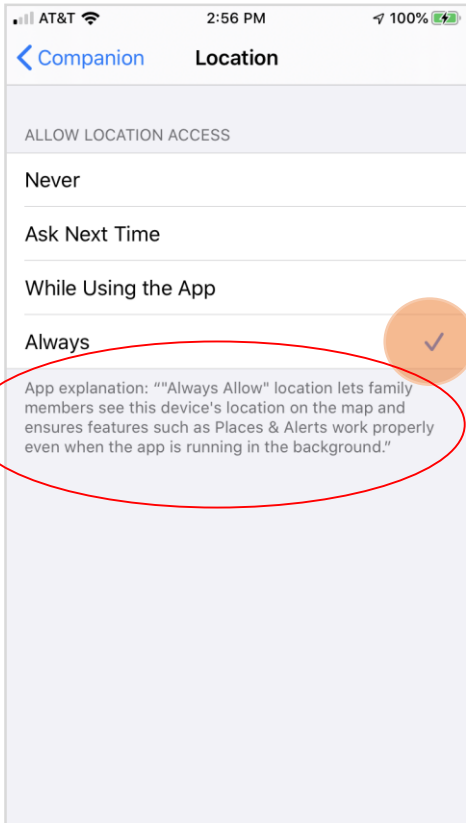 AT&T 2:56 PM 100%
Companion Location
ALLOW LOCATION ACCESS
Never
Ask Next Time
While Using the App
Always
App explanation: ""Always Allow" location lets family
members see this device's location on the map and
ensures features such as Places & Alerts work properly
even when the app is running in the background."